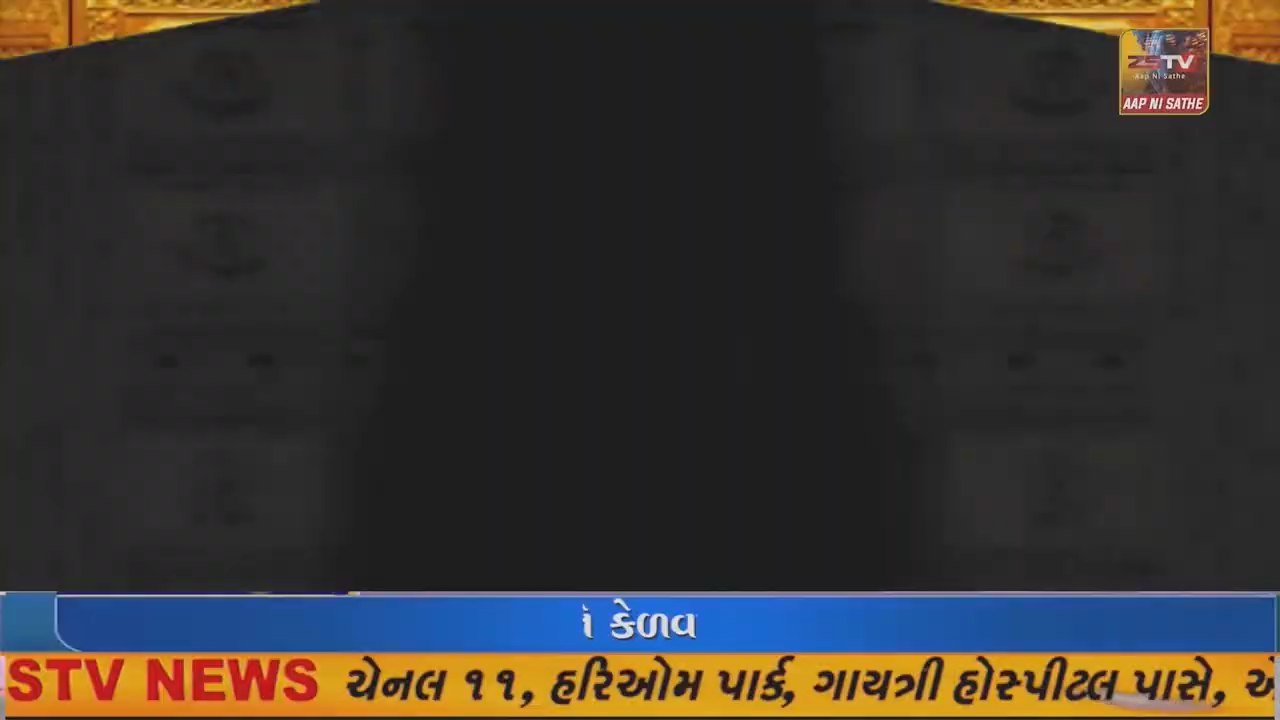 ZSTV
Aap Ni Sathe
AAP NI SATHE
કેળવ
STV NEWS ચેનલ ૧૧, હરિઓમ પાર્ક, ગાયત્રી હોસ્પીટલ પાસે,